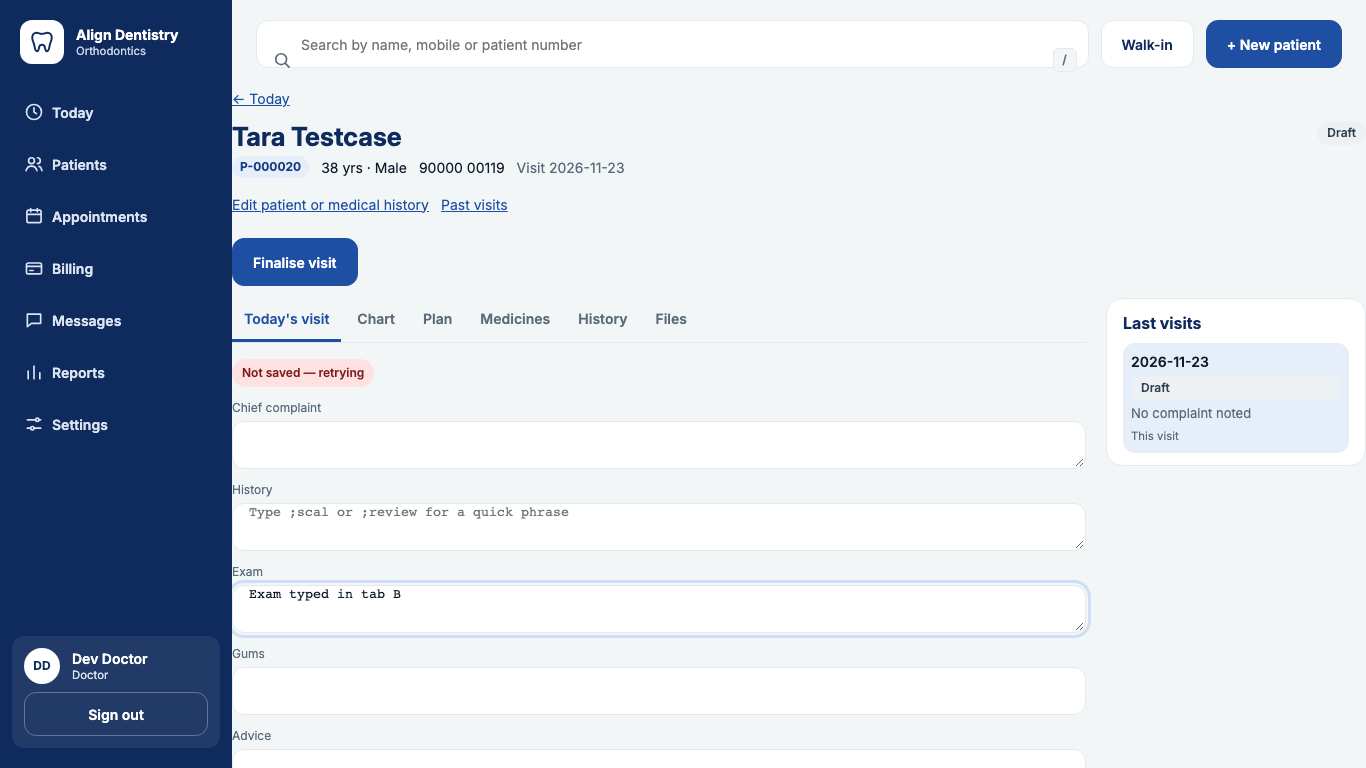 Align Dentistry
Orthodontics
Today
Patients
Appointments
Billing
Messages
Reports
Settings
DD
Dev Doctor
Doctor
Sign out
Search by name, mobile or patient number
/
Walk-in
+ New patient
← Today
Tara Testcase
Draft
P-000020 38 yrs · Male 90000 00119 Visit 2026-11-23
Edit patient or medical history Past visits
Finalise visit
Today's visit Chart Plan Medicines History Files
Not saved — retrying
Chief complaint
History
Type ;scal or ;review for a quick phrase
Exam
Exam typed in tab B
Gums
Advice
Last visits
2026-11-23
Draft
No complaint noted
This visit